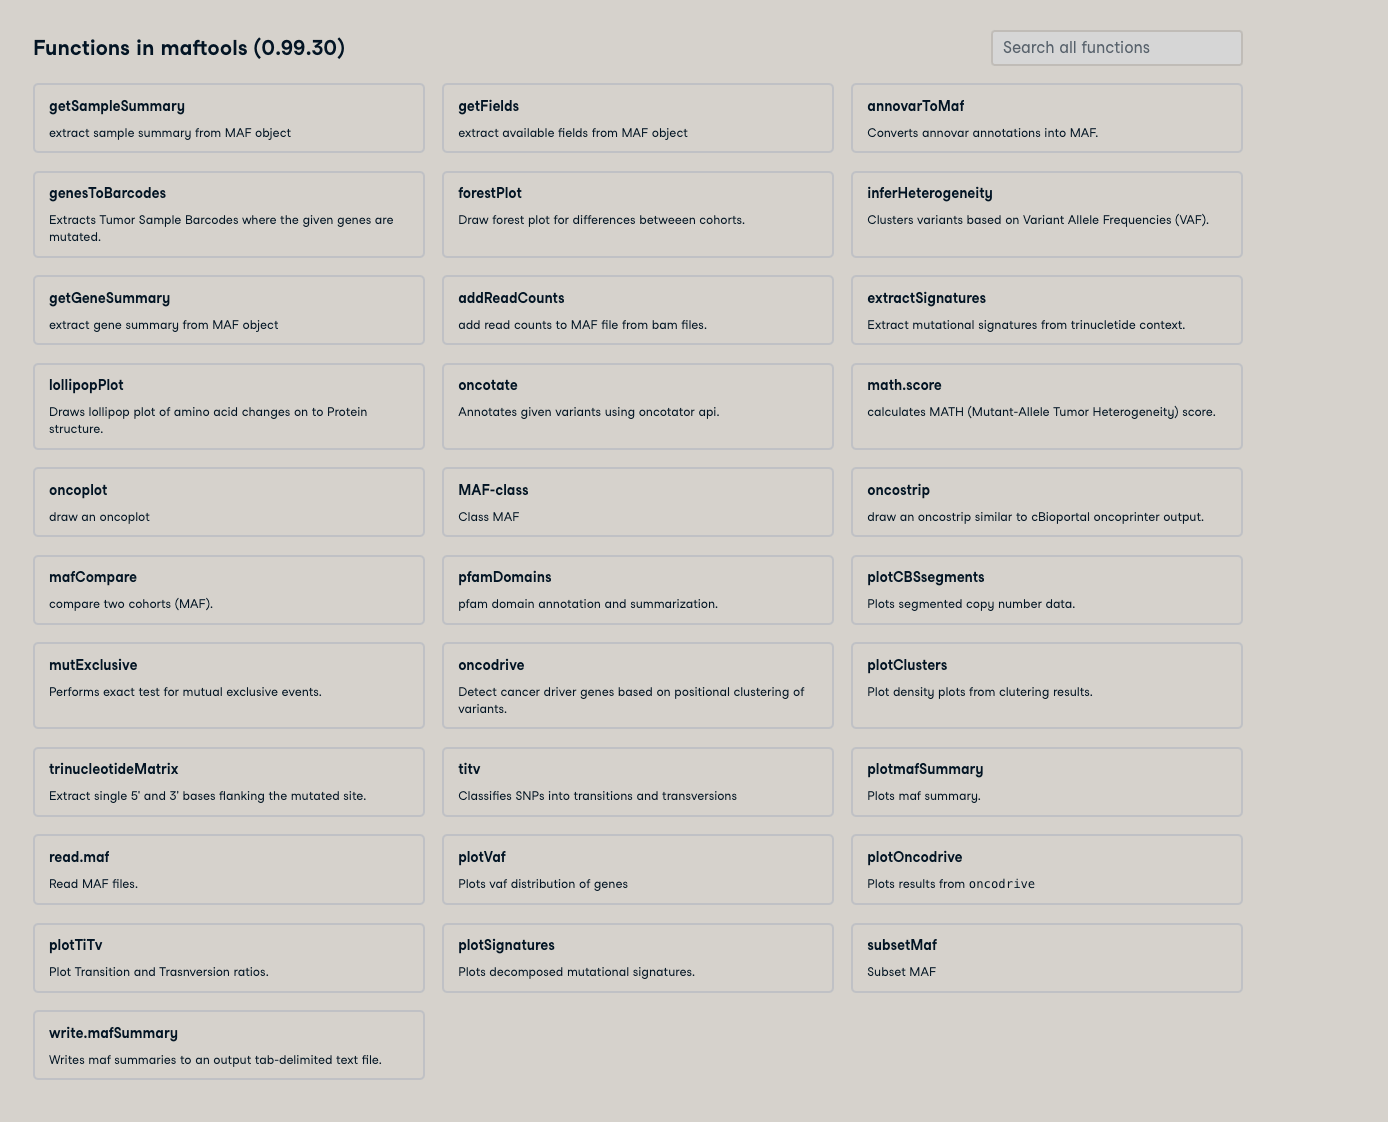 Functions in maftools (0.99.30)
Search all functions
getSampleSummary
extract sample summary from MAF object
getFields
extract available fields from MAF object
annovarToMaf
Converts annovar annotations into MAF.
genesToBarcodes
Extracts Tumor Sample Barcodes where the given genes are
mutated.
forestPlot
Draw forest plot for differences betweeen cohorts.
inferHeterogeneity
Clusters variants based on Variant Allele Frequencies (VAF).
getGeneSummary
extract gene summary from MAF object
addReadCounts
add read counts to MAF file from bam files.
extractSignatures
Extract mutational signatures from trinucletide context.
lollipopPlot
Draws lollipop plot of amino acid changes on to Protein
structure.
oncotate
Annotates given variants using oncotator api.
math.score
calculates MATH (Mutant-Allele Tumor Heterogeneity) score.
oncoplot
draw an oncoplot
MAF-class
Class MAF
oncostrip
draw an oncostrip similar to cBioportal oncoprinter output.
mafCompare
compare two cohorts (MAF).
pfamDomains
pfam domain annotation and summarization.
plotCBSsegments
Plots segmented copy number data.
mutExclusive
Performs exact test for mutual exclusive events.
oncodrive
Detect cancer driver genes based on positional clustering of
variants.
plotClusters
Plot density plots from clutering results.
trinucleotideMatrix
Extract single 5' and 3' bases flanking the mutated site.
titv
Classifies SNPs into transitions and transversions
plotmafSummary
Plots maf summary.
read.maf
Read MAF files.
plotVaf
Plots vaf distribution of genes
plotOncodrive
Plots results from oncodrive
plotTiTv
Plot Transition and Trasnversion ratios.
plotSignatures
Plots decomposed mutational signatures.
subsetMaf
Subset MAF
write.mafSummary
Writes maf summaries to an output tab-delimited text file.